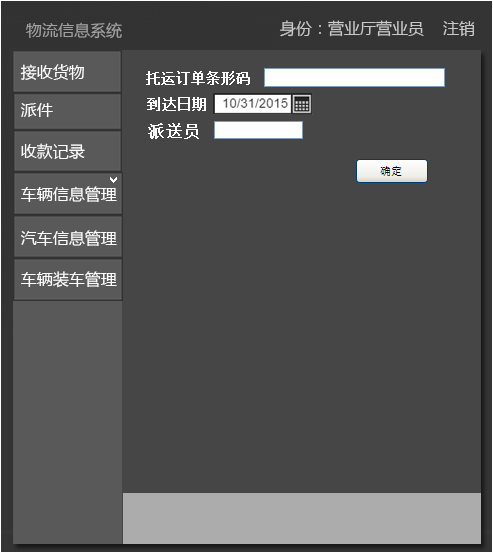 物流信息系统 身份：营业厅营业员 注销
接收货物
派件
收款记录
车辆信息管理
汽车信息管理
车辆装车管理
托运订单条形码
到达日期 10/31/2015
派送员
确定